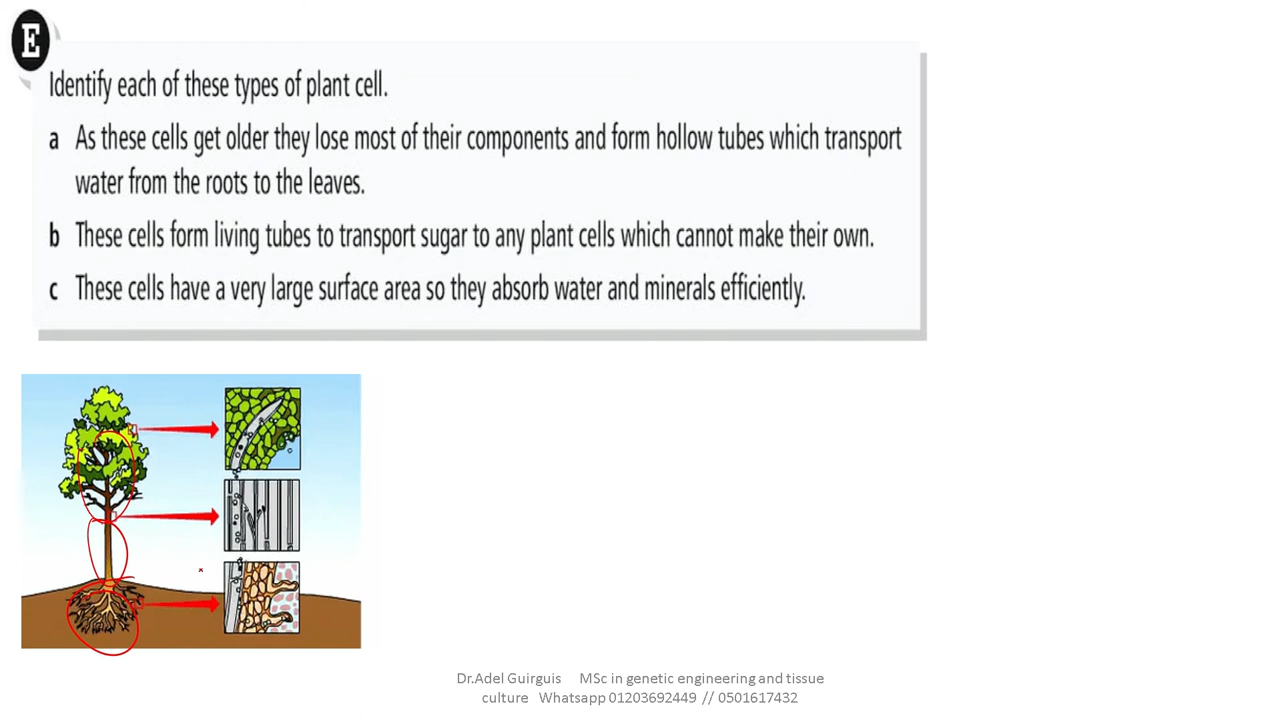 E
Identify each of these types of plant cell.
a As these cells get older they lose most of their components and form hollow tubes which transport
water from the roots to the leaves.
b These cells form living tubes to transport sugar to any plant cells which cannot make their own.
c These cells have a very large surface area so they absorb water and minerals efficiently.
Dr.Adel Guirguis MSc in genetic engineering and tissue
culture Whatsapp 01203692449 // 0501617432